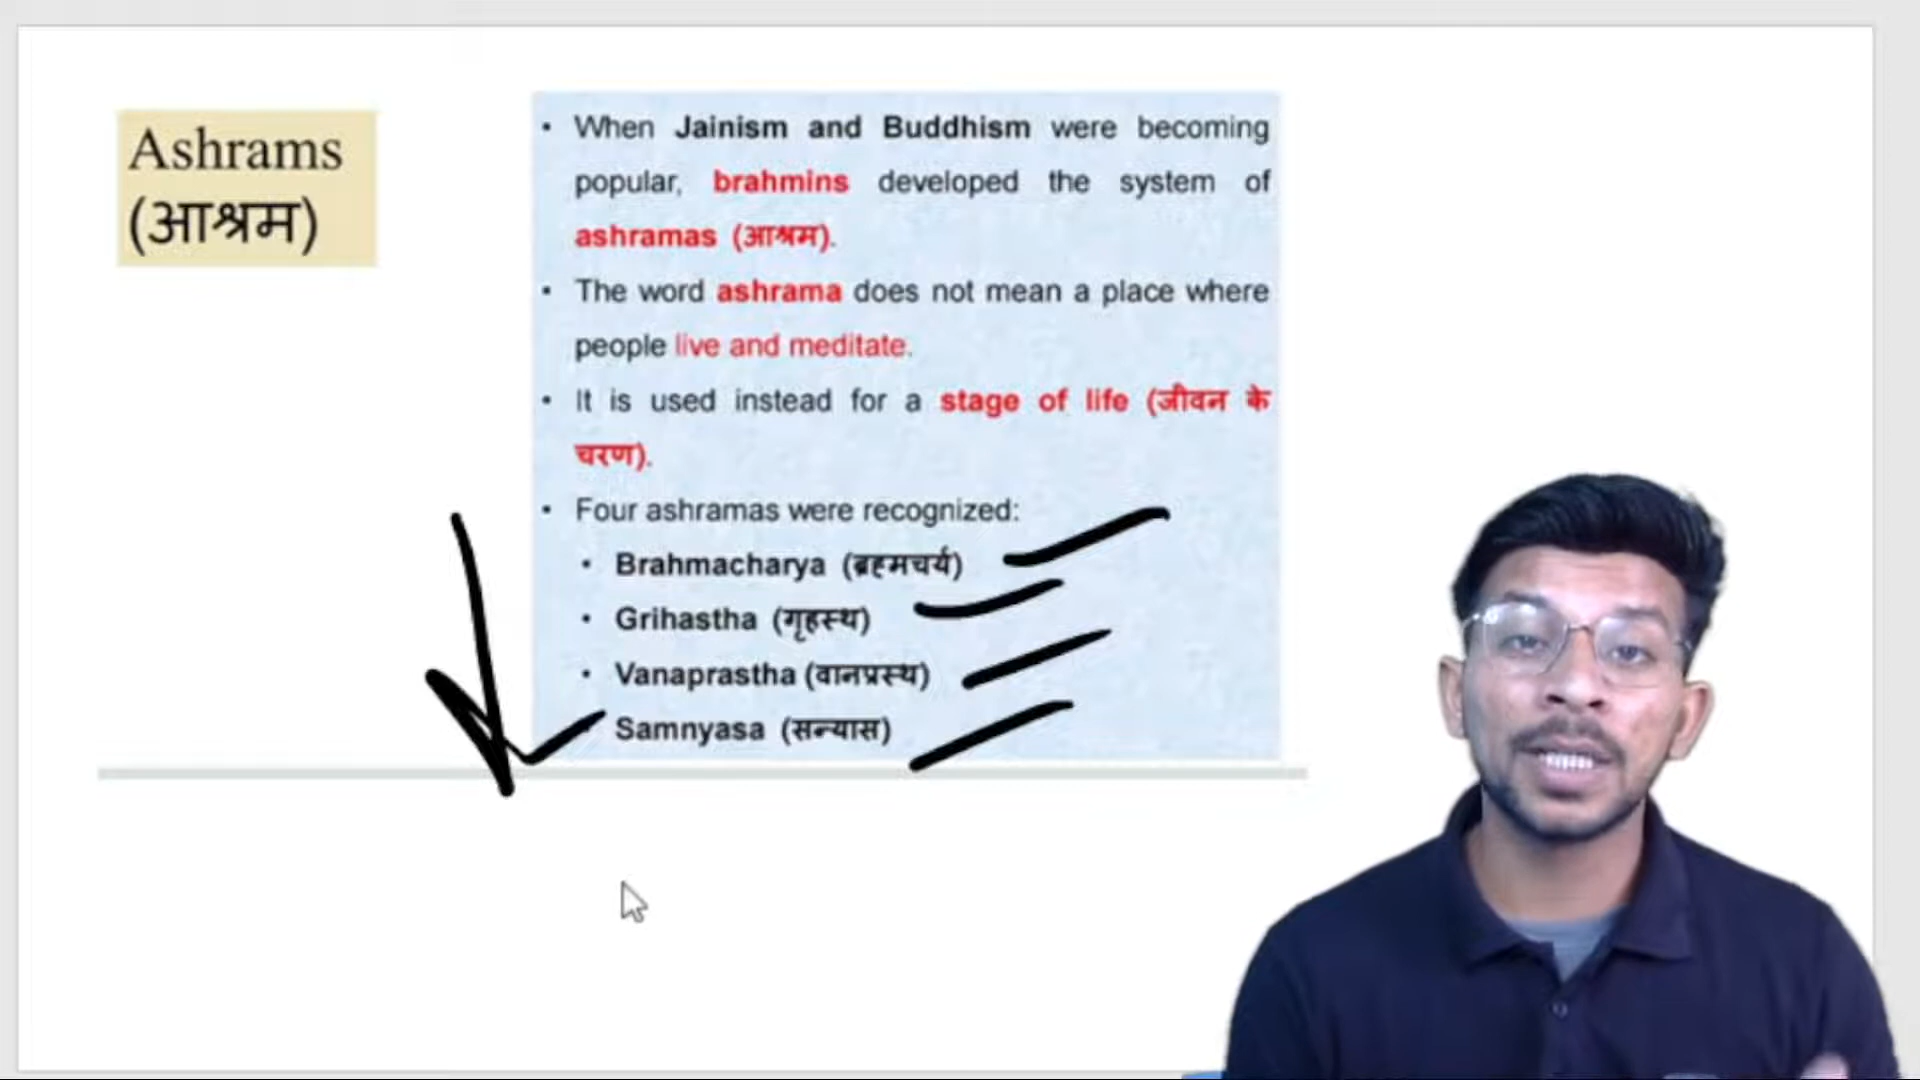 Ashrams
(आश्रम)
• When Jainism and Buddhism were becoming
popular, brahmins developed the system of
ashramas (आश्रम).
• The word ashrama does not mean a place where
people live and meditate.
• It is used instead for a stage of life (जीवन के
चरण).
• Four ashramas were recognized:
• Brahmacharya (ब्रहमचर्य)
• Grihastha (गृहस्थ)
• Vanaprastha (वानप्रस्थ)
Samnyasa (सन्यास)